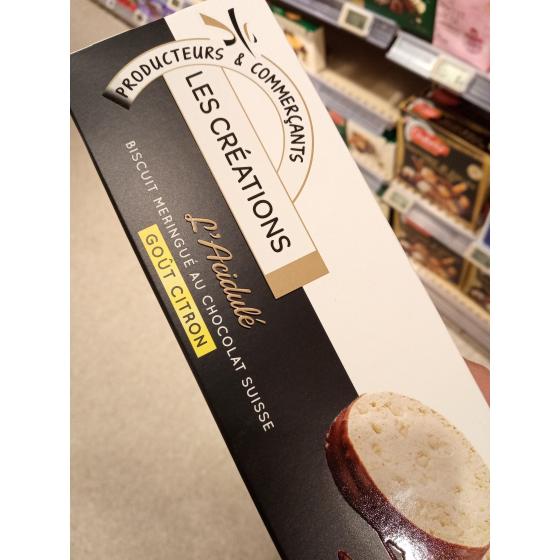 PRODUCTEURS & COMMERÇANTS
LES CRÉATIONS
L'Acidulé
BISCUIT MERINGUÉ AU CHOCOLAT SUISSE
GOÛT CITRON